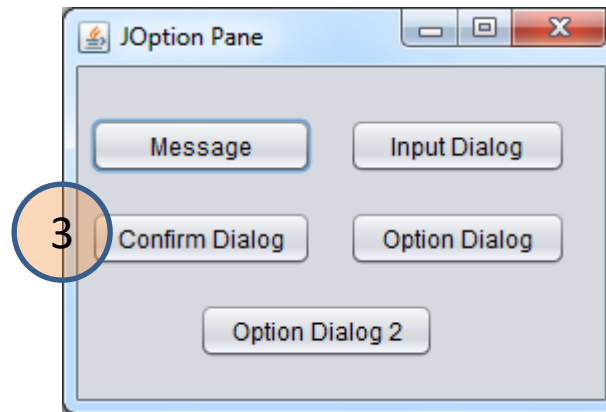 JOption Pane
Message
Input Dialog
3
Confirm Dialog
Option Dialog
Option Dialog 2